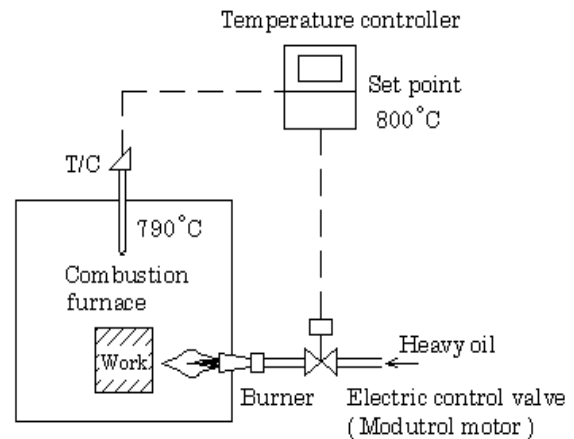 Temperature controller
Set point
800°C
T/C
790°C
Combustion
furnace
Work
Heavy oil
Burner
Electric control valve
( Modutrol motor )